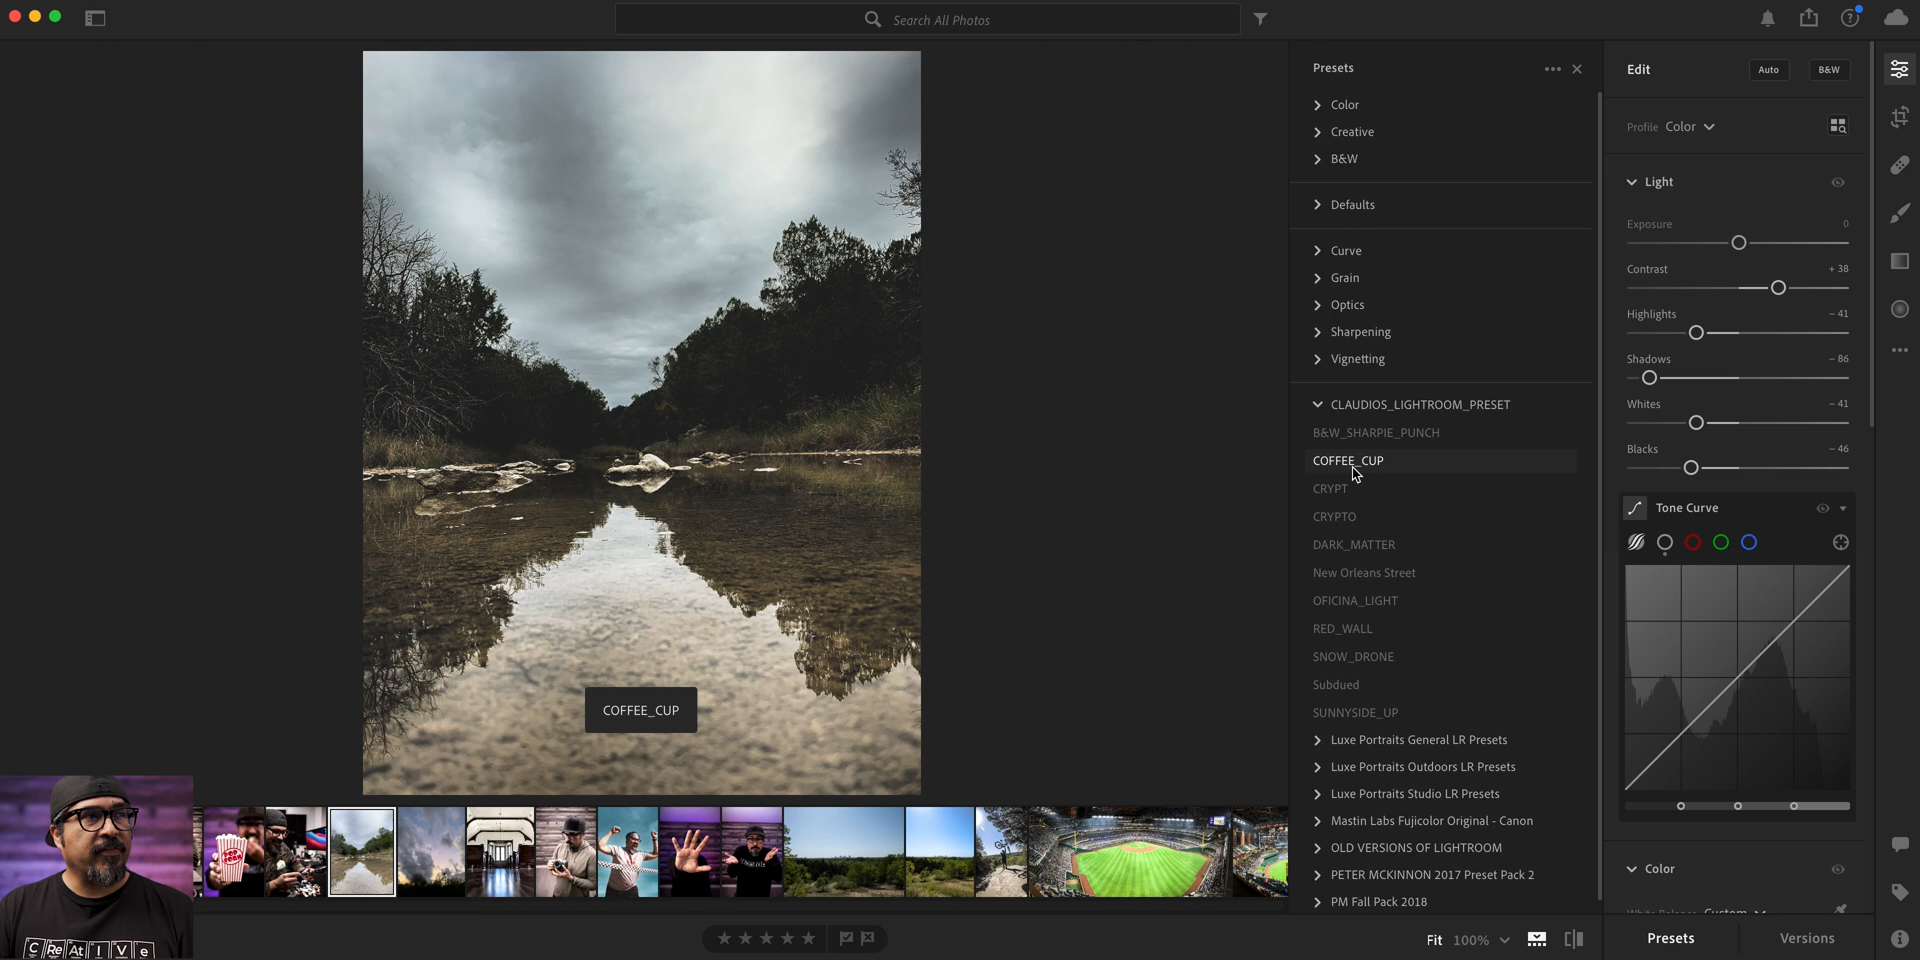 Search All Photos
Presets
Color
Creative
B&W
Defaults
Curve
Grain
Optics
Sharpening
Vignetting
CLAUDIOS_LIGHTROOM_PRESET
B&W_SHARPIE_PUNCH
COFFEE_CUP
CRYPT
CRYPTO
DARK_MATTER
New Orleans Street
OFICINA_LIGHT
RED_WALL
SNOW_DRONE
Subdued
SUNNYSIDE_UP
Luxe Portraits General LR Presets
Luxe Portraits Outdoors LR Presets
Luxe Portraits Studio LR Presets
Mastin Labs Fujicolor Original - Canon
OLD VERSIONS OF LIGHTROOM
PETER MCKINNON 2017 Preset Pack 2
PM Fall Pack 2018
Edit
Auto
B&W
Profile Color
Light
Exposure 0
Contrast + 38
Highlights – 41
Shadows – 86
Whites – 41
Blacks – 46
Tone Curve
Color
White Balance Custom
COFFEE_CUP
CReAtIVe
Fit 100%
Presets
Versions